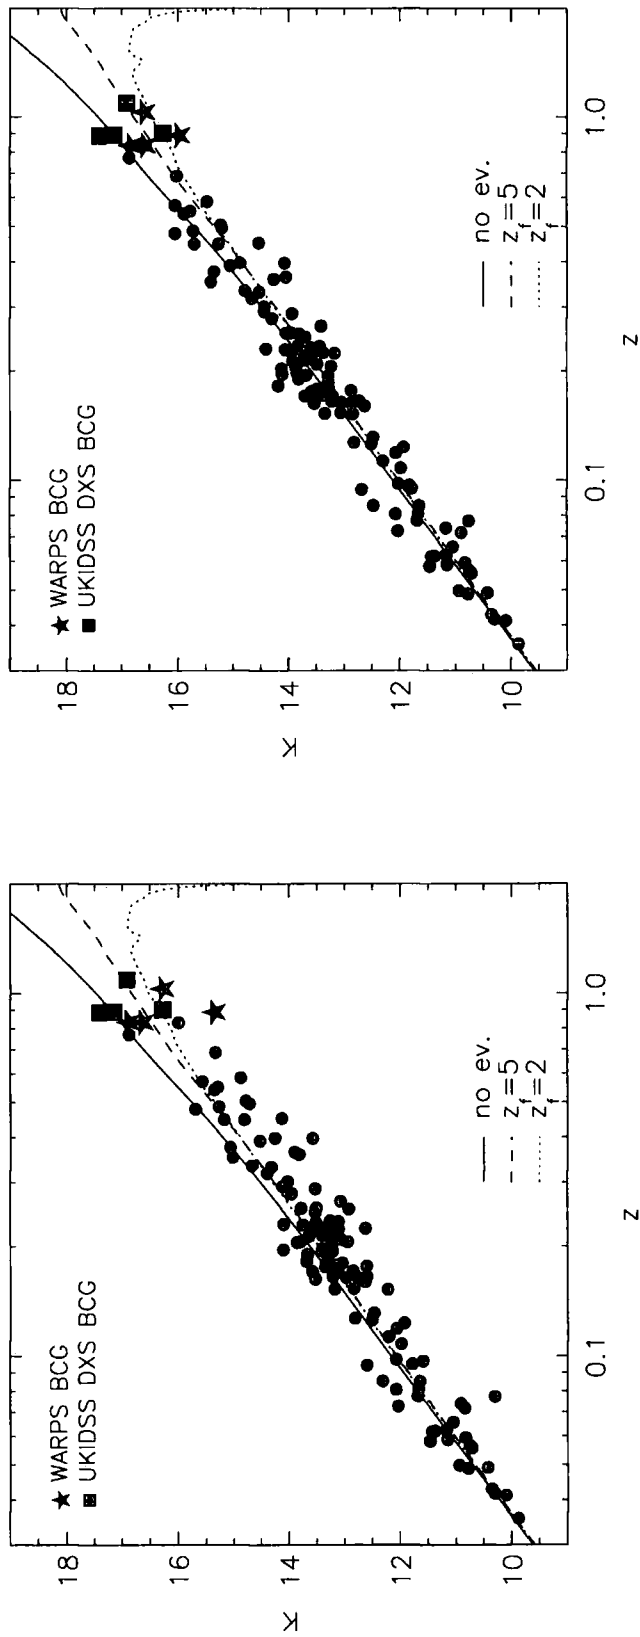 ★ WARPS BCG
■ UKIDSS DXS BCG
K
18
16
14
12
10
no ev.
z_f=5
z_f=2
0.1
1.0
z
★ WARPS BCG
■ UKIDSS DXS BCG
K
18
16
14
12
10
no ev.
z_f=5
z_f=2
0.1
1.0
z